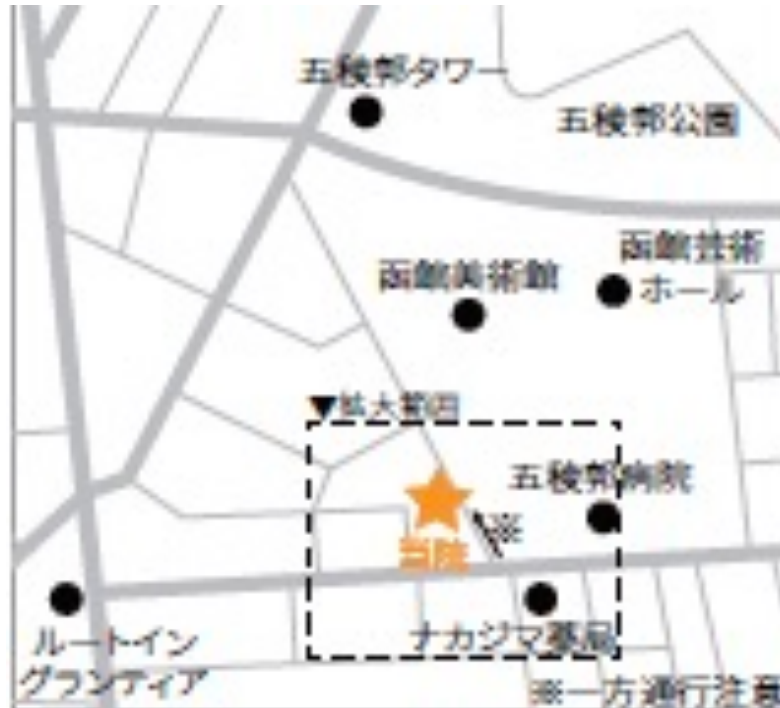 五稜郭タワー
五稜郭公園
函館芸術
ホール
函館美術館
▼拡大範囲
五稜郭病院
※
当院
ルートイン
グランティア
ナカジマ薬局
※一方通行注意